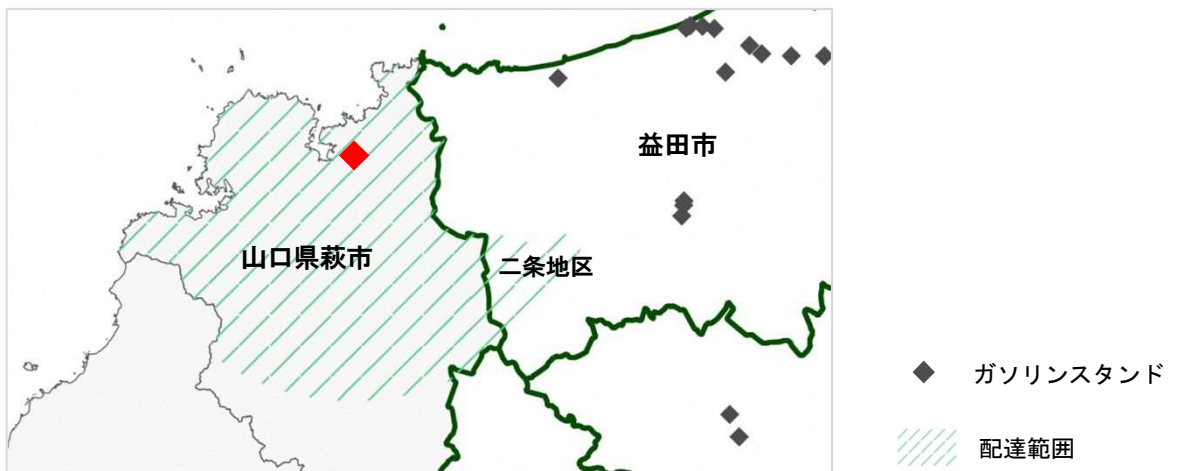 益田市
山口県萩市
二条地区
ガソリンスタンド
配達範囲